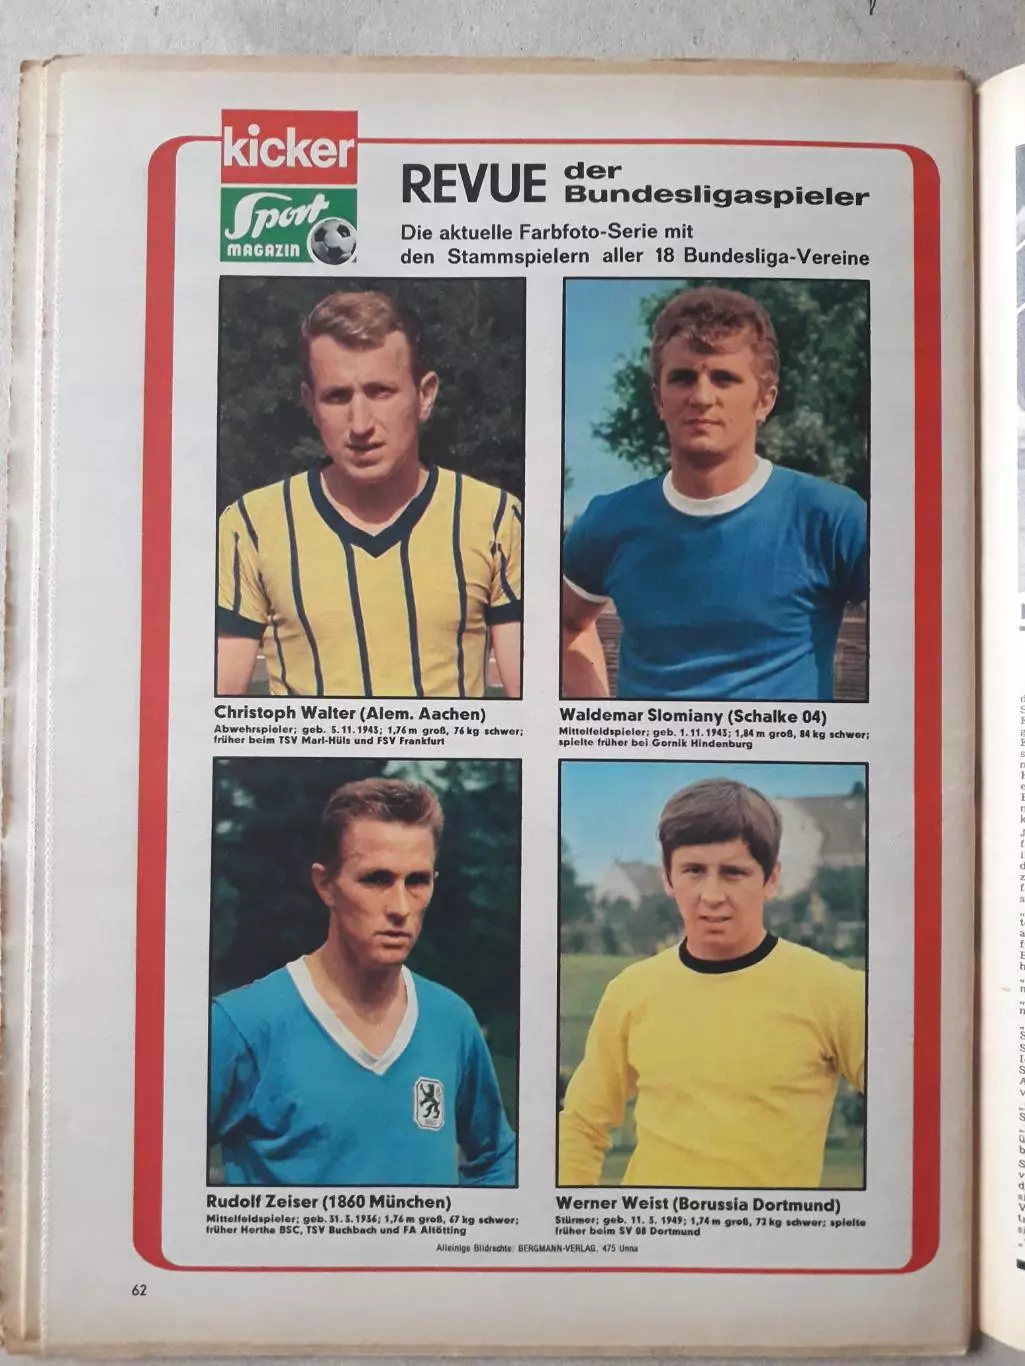 kicker
Sport
MAGAZIN
REVUE der
Bundesligaspieler
Die aktuelle Farbfoto-Serie mit
den Stammspielern aller 18 Bundesliga-Vereine
Christoph Walter (Alem. Aachen)
Abwehrspieler; geb. 5. 11. 1943; 1,76 m groß, 76 kg schwer;
früher beim TSV Marl-Hüls und FSV Frankfurt
Waldemar Slomiany (Schalke 04)
Mittelfeldspieler; geb. 1. 11. 1943; 1,84 m groß, 84 kg schwer;
spielte früher bei Gornik Hindenburg
Rudolf Zeiser (1860 München)
Mittelfeldspieler; geb. 31. 3. 1936; 1,76 m groß, 67 kg schwer;
früher Hertha BSC, TSV Buchbach und FA Altötting
Werner Weist (Borussia Dortmund)
Stürmer; geb. 11. 3. 1949; 1,74 m groß, 72 kg schwer; spielte
früher beim SV 08 Dortmund
Alleinige Bildrechte: BERGMANN-VERLAG, 475 Unna
62